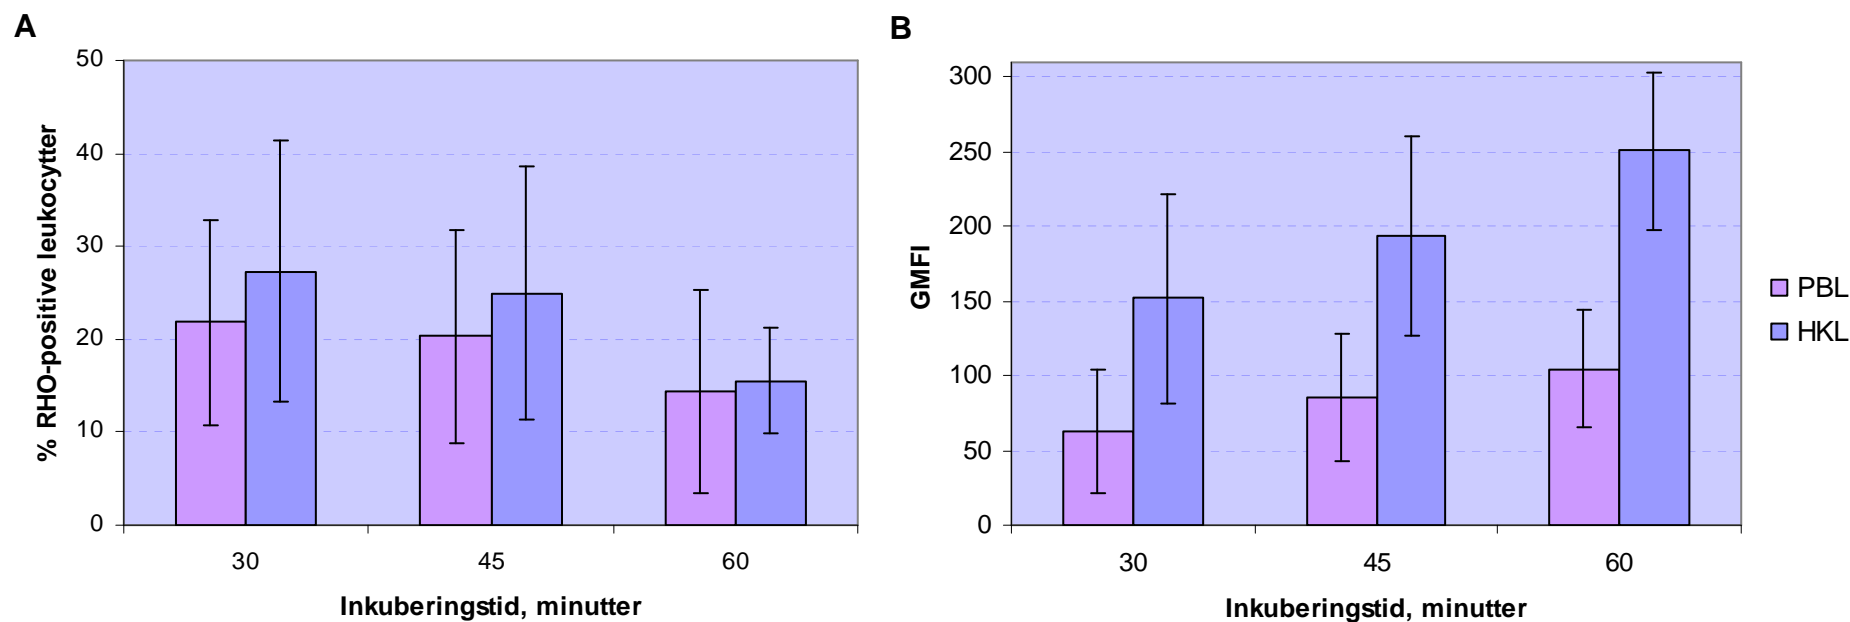 A
% RHO-positive leukocytter
50
40
30
20
10
0
30 45 60
Inkuberingstid, minutter
B
GMFI
300
250
200
150
100
50
0
30 45 60
Inkuberingstid, minutter
PBL
HKL